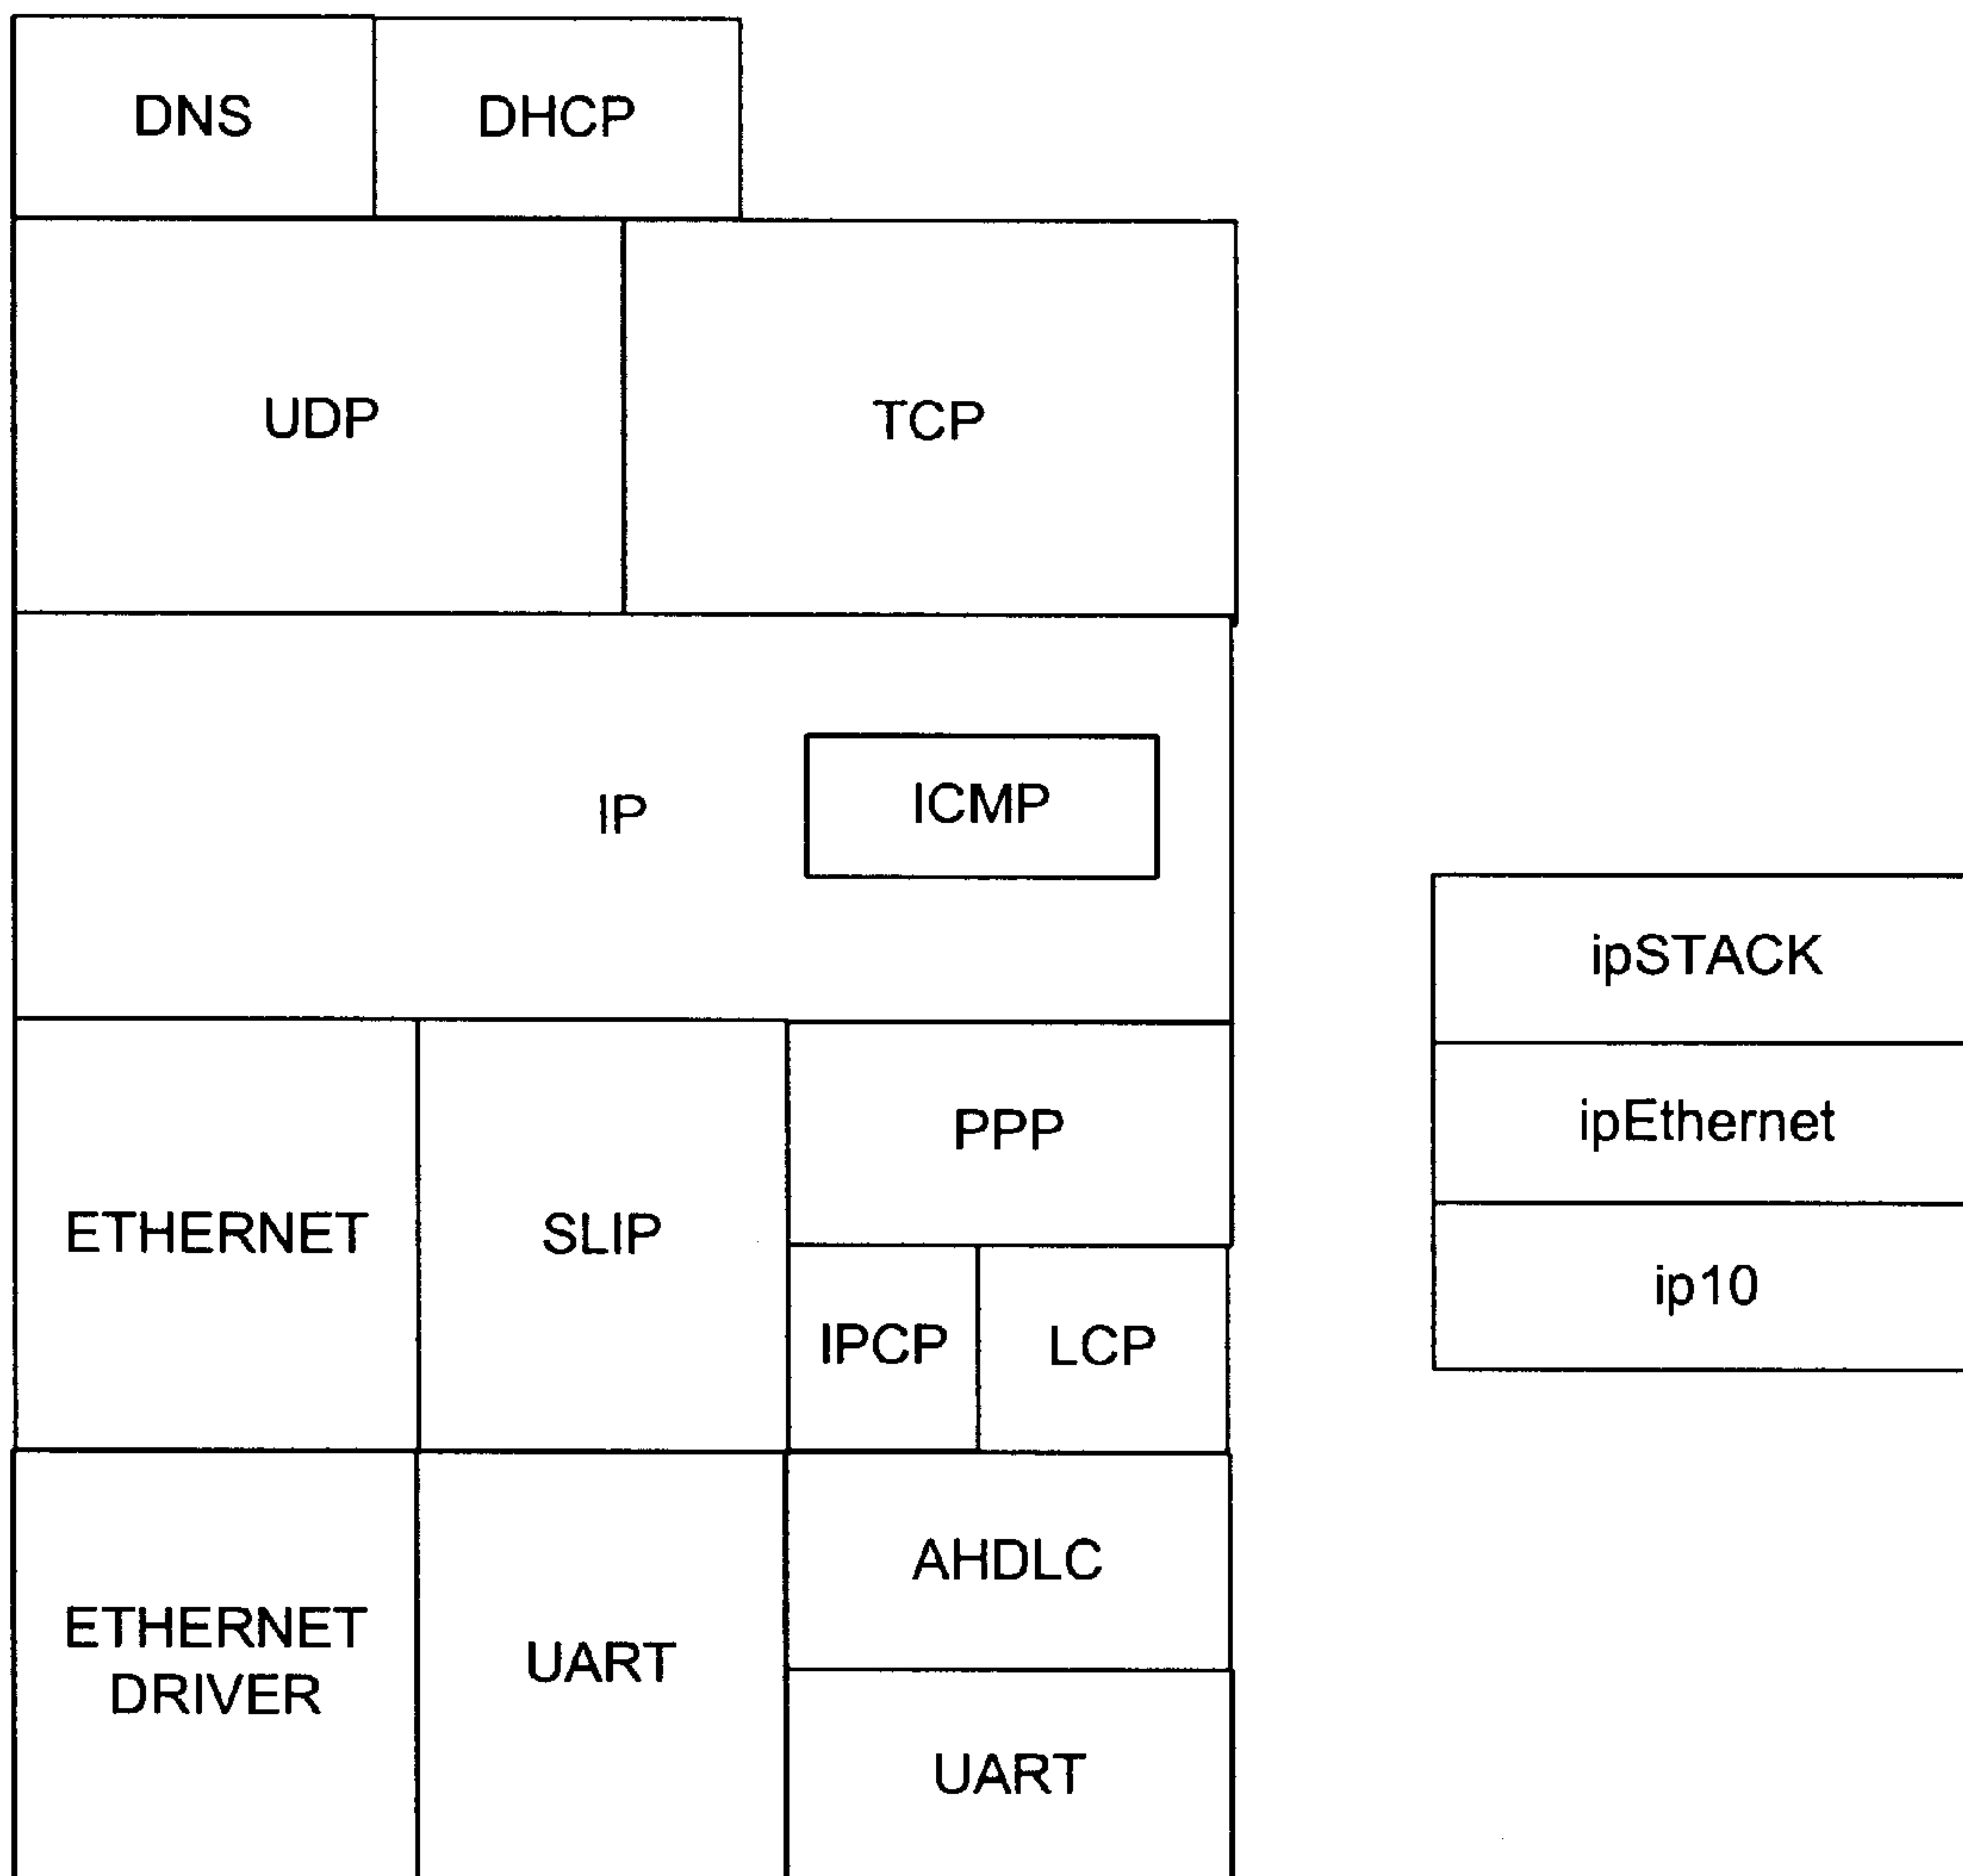 DNS
DHCP
UDP
TCP
IP
ICMP
ETHERNET
SLIP
PPP
IPCP
LCP
ETHERNET
DRIVER
UART
AHDLC
UART
ipSTACK
ipEthernet
ip10